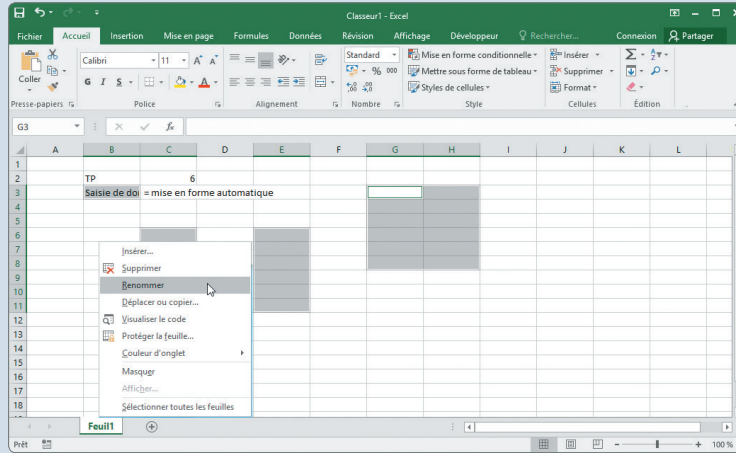 Classeur1 - Excel
Fichier Accueil Insertion Mise en page Formules Données Révision Affichage Développeur Rechercher... Connexion Partager
Coller
Calibri 11 A A
G I S A
Standard
% 000
Mise en forme conditionnelle
Mettre sous forme de tableau
Styles de cellules
Insérer
Supprimer
Format
Presse-papiers Police Alignement Nombre Style Cellules Édition
G3 fx
A B C D E F G H I J K L
1
2 TP 6
3 Saisie de do = mise en forme automatique
4
5
6
7
8
9
10
11
12
13
14
15
16
17
18
Insérer...
Supprimer
Renommer
Déplacer ou copier...
Visualiser le code
Protéger la feuille...
Couleur d'onglet
Masquer
Afficher...
Sélectionner toutes les feuilles
Feuil1
Prêt 100 %